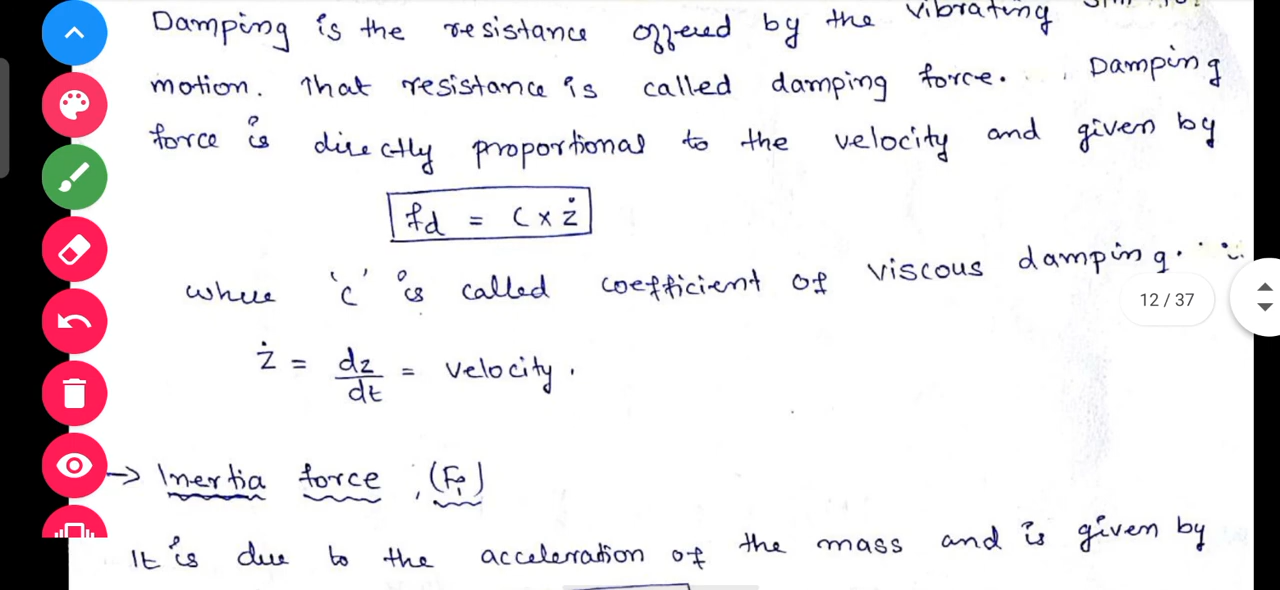 Damping is the resistance offered by the vibrating
motion. That resistance is called damping force. Damping
force is directly proportional to the velocity and given by
fd = C × ż
where 'c' is called coefficient of viscous damping.
12 / 37
ż = dz/dt = velocity.
→ Inertia force (Fi)
It is due to the acceleration of the mass and is given by